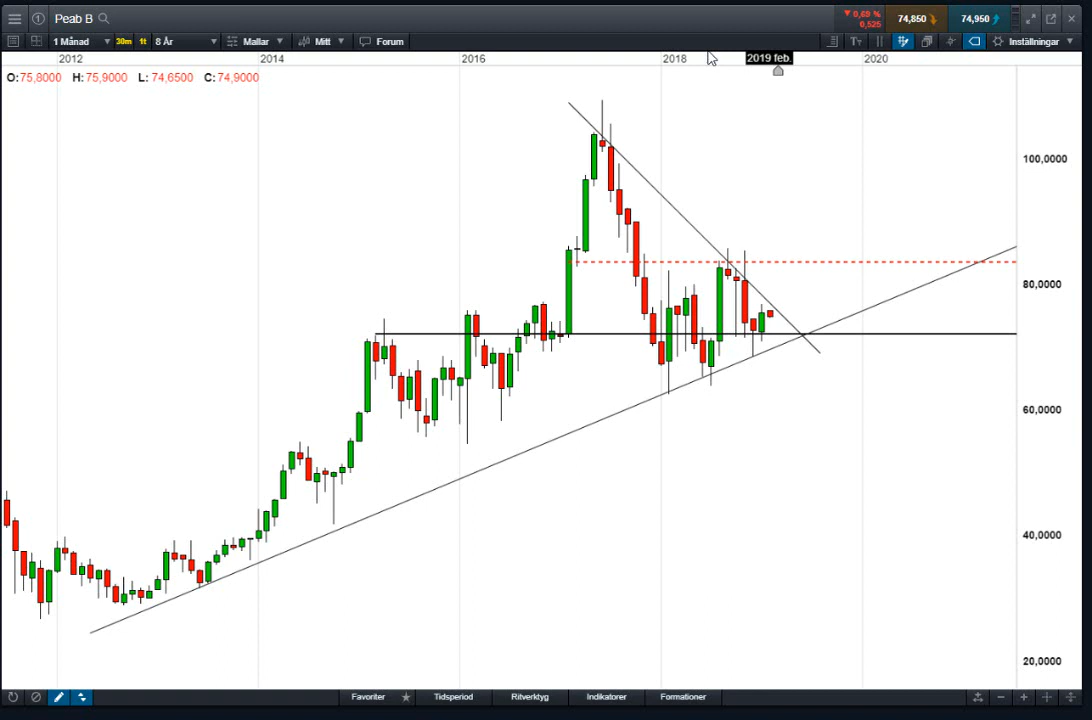 1 Peab B
0,69 %
0,525
74,850
74,950
1 Månad 30m 1t 8 År Mallar Mitt Forum Inställningar
2012 2014 2016 2018 2019 feb. 2020
O:75,8000 H: 75,9000 L: 74,6500 C: 74,9000
100,0000
80,0000
60,0000
40,0000
20,0000
Favoriter Tidsperiod Ritverktyg Indikatorer Formationer